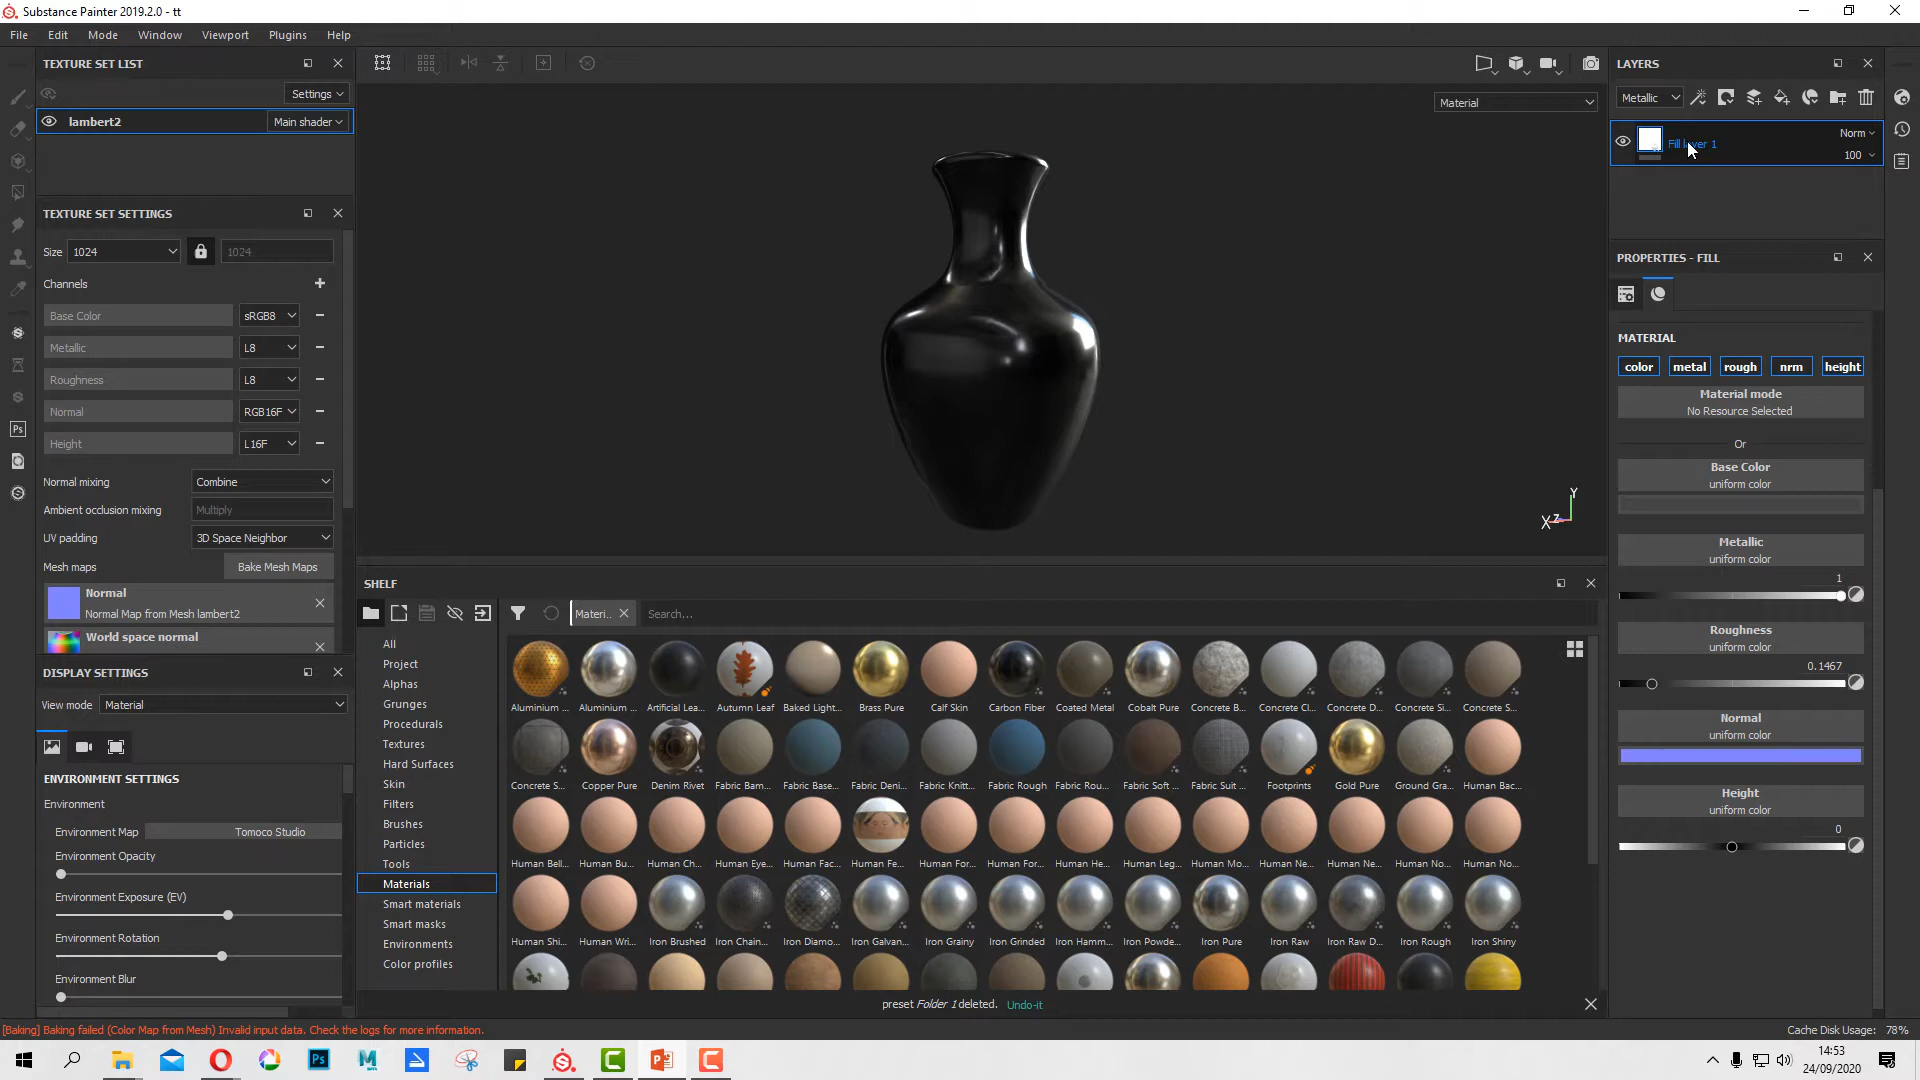 Substance Painter 2019.2.0 - tt
File Edit Mode Window Viewport Plugins Help
TEXTURE SET LIST
Settings
lambert2 Main shader
TEXTURE SET SETTINGS
Size 1024 1024
Channels
Base Color sRGB8
Metallic L8
Roughness L8
Normal RGB16F
Height L16F
Normal mixing Combine
Ambient occlusion mixing Multiply
UV padding 3D Space Neighbor
Mesh maps Bake Mesh Maps
Normal
Normal Map from Mesh lambert2
World space normal
DISPLAY SETTINGS
View mode Material
ENVIRONMENT SETTINGS
Environment
Environment Map Tomoco Studio
Environment Opacity
Environment Exposure (EV)
Environment Rotation
Environment Blur
Material
Y
X Z
SHELF
Materi.. Search...
All
Project
Alphas
Grunges
Procedurals
Textures
Hard Surfaces
Skin
Filters
Brushes
Particles
Tools
Materials
Smart materials
Smart masks
Environments
Color profiles
Aluminium ... Aluminium ... Artificial Lea... Autumn Leaf Baked Light... Brass Pure Calf Skin Carbon Fiber Coated Metal Cobalt Pure Concrete B... Concrete Cl... Concrete D... Concrete Si... Concrete S...
Concrete S... Copper Pure Denim Rivet Fabric Bam... Fabric Base... Fabric Deni... Fabric Knitt... Fabric Rough Fabric Rou... Fabric Soft ... Fabric Suit ... Footprints Gold Pure Ground Gra... Human Bac...
Human Bell... Human Bu... Human Ch... Human Eye... Human Fac... Human Fe... Human For... Human For... Human He... Human Leg... Human Mo... Human Ne... Human Ne... Human No... Human No...
Human Shi... Human Wri... Iron Brushed Iron Chain... Iron Diamo... Iron Galvan... Iron Grainy Iron Grinded Iron Hamm... Iron Powde... Iron Pure Iron Raw Iron Raw D... Iron Rough Iron Shiny
preset Folder 1 deleted. Undo-it
LAYERS
Metallic
Fill layer 1 Norm
100
PROPERTIES - FILL
MATERIAL
color metal rough nrm height
Material mode
No Resource Selected
Or
Base Color
uniform color
Metallic
uniform color
1
Roughness
uniform color
0.1467
Normal
uniform color
Height
uniform color
0
[Baking] Baking failed (Color Map from Mesh) Invalid input data. Check the logs for more information.
Cache Disk Usage: 78%
Ps
14:53
24/09/2020